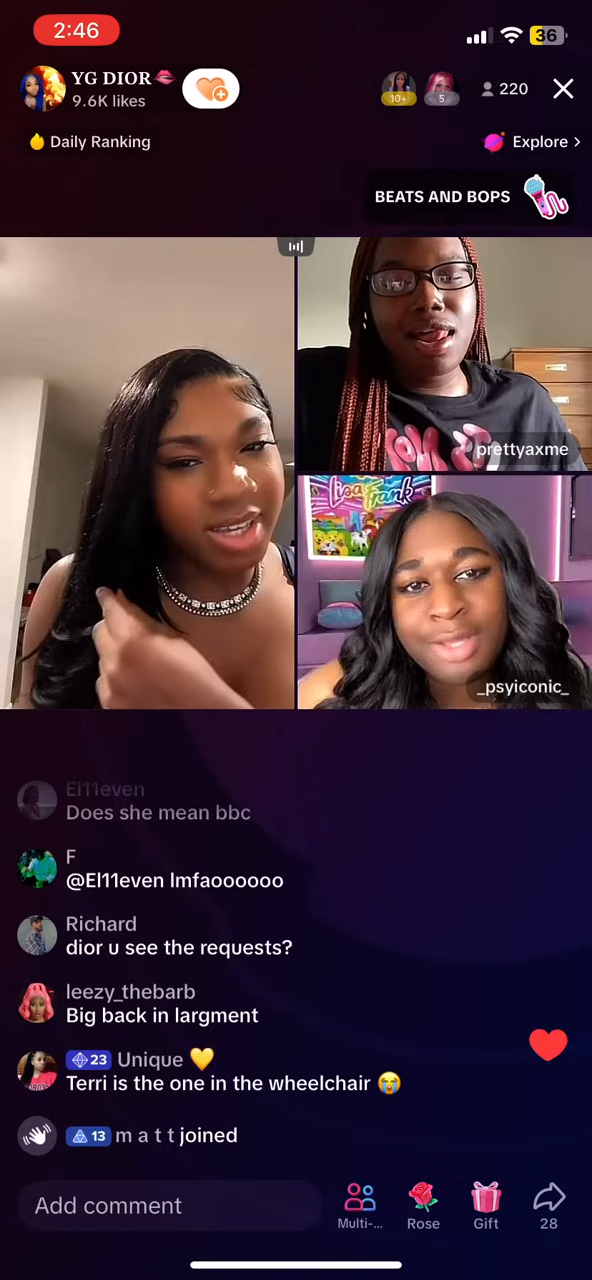 2:46
36
YG DIOR💋
9.6K likes
10+
5
220
Daily Ranking
Explore >
BEATS AND BOPS
prettyaxme
Lisa Frank
_psyiconic_
El11even
Does she mean bbc
F
@El11even lmfaoooooo
Richard
dior u see the requests?
leezy_thebarb
Big back in largment
23 Unique 💛
Terri is the one in the wheelchair 😭
13 m a t t joined
Add comment
Multi-...
Rose
Gift
28